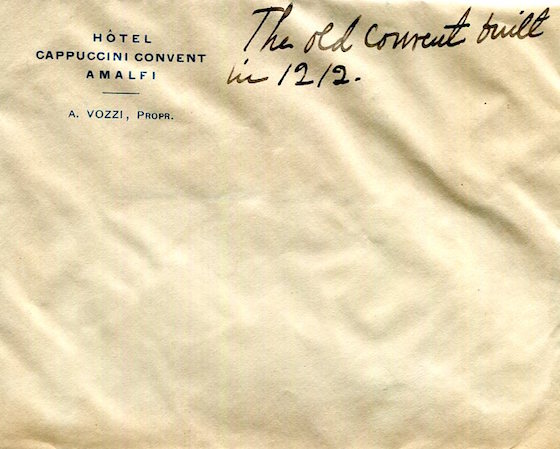 HÔTEL
CAPPUCCINI CONVENT
AMALFI
A. VOZZI, PROPR.
The old convent built
in 1212.